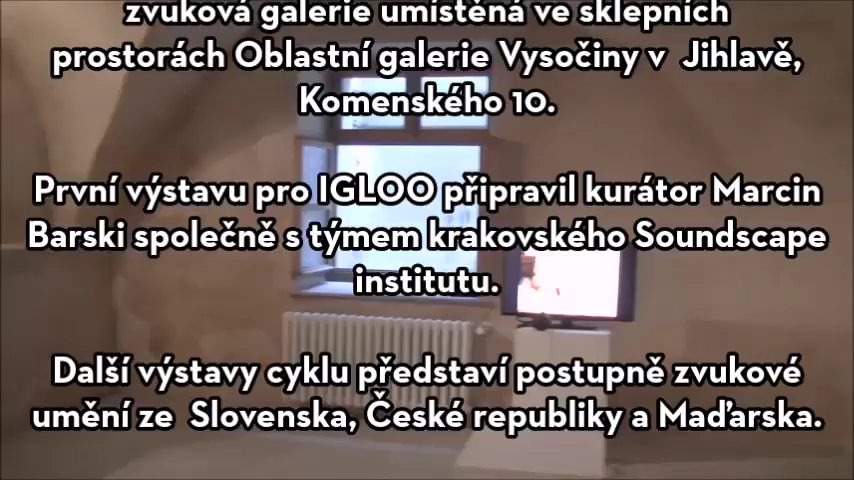 zvuková galerie umístěná ve sklepních
prostorách Oblastní galerie Vysočiny v Jihlavě,
Komenského 10.
První výstavu pro IGLOO připravil kurátor Marcin
Barski společně s týmem krakovského Soundscape
institutu.
Další výstavy cyklu představí postupně zvukové
umění ze Slovenska, České republiky a Maďarska.